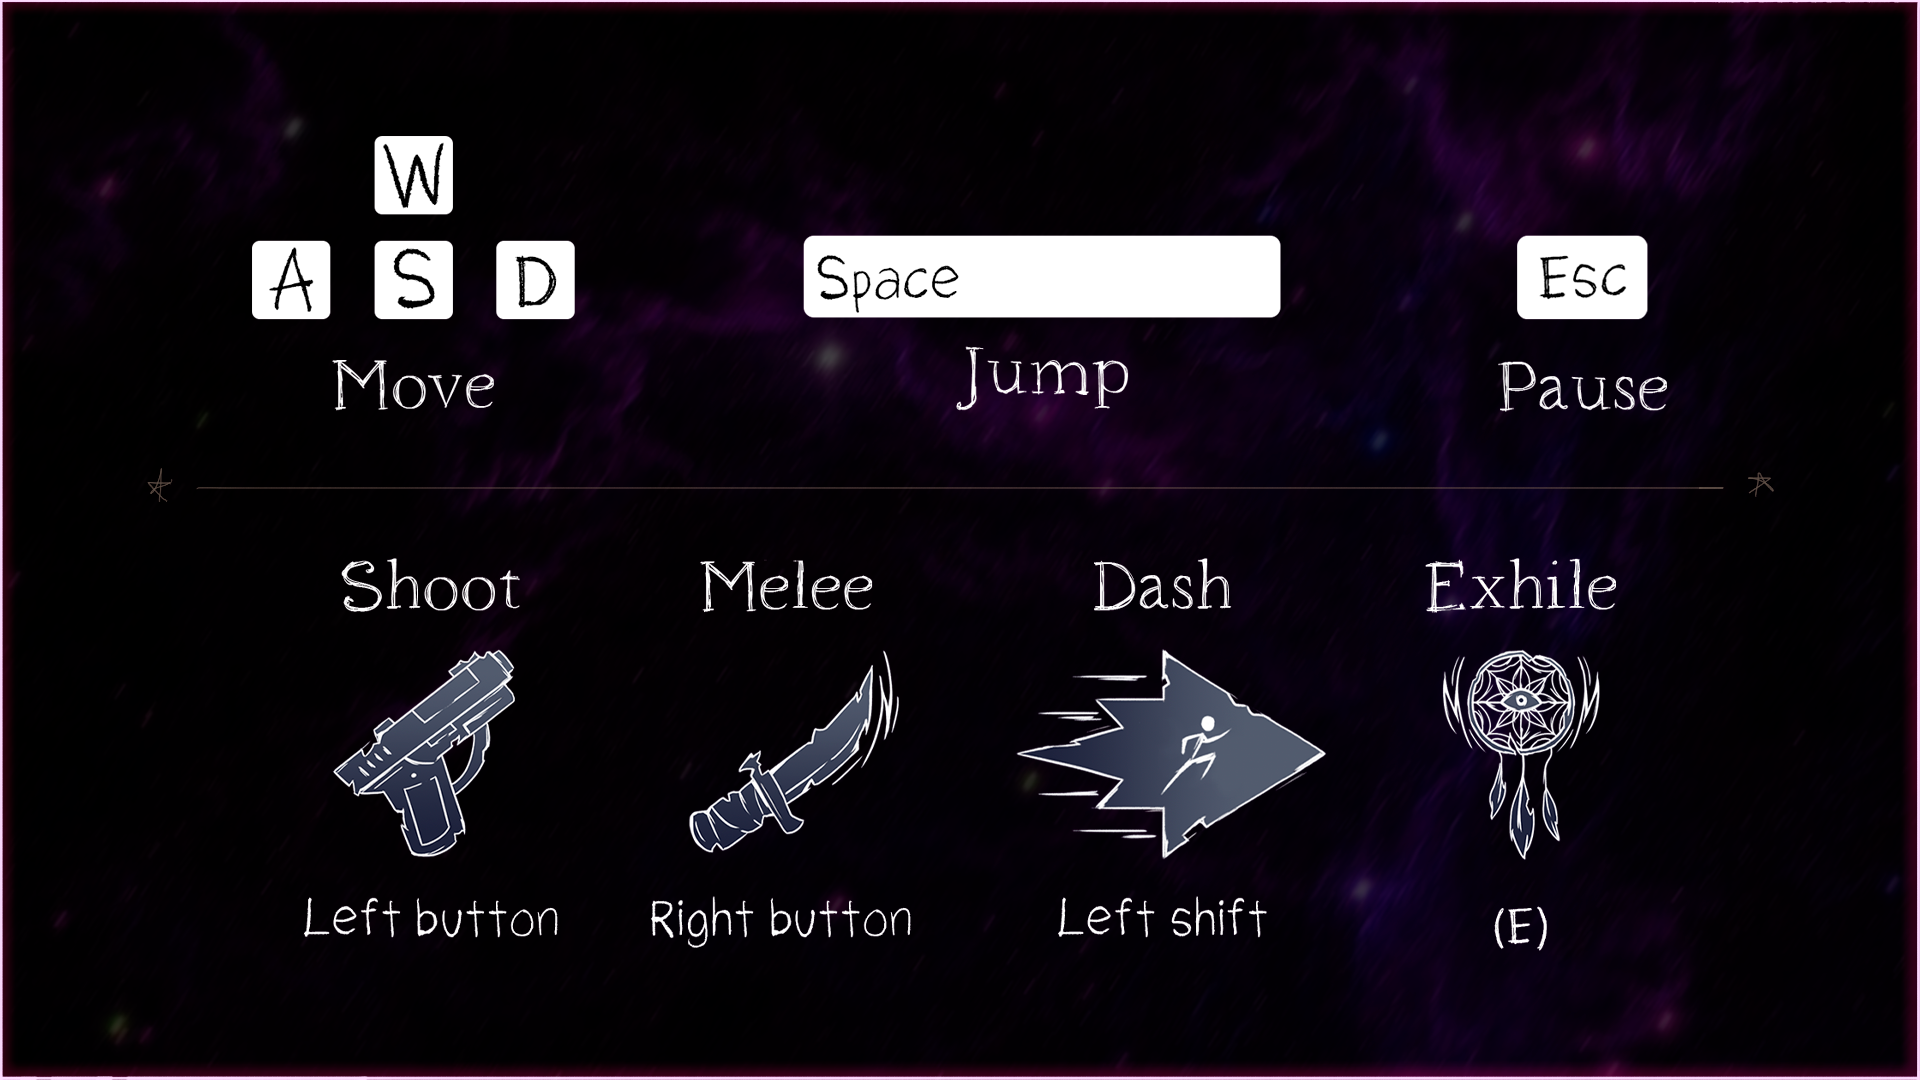 W
A S D
Space
Esc
Move
Jump
Pause
Shoot
Melee
Dash
Exhile
Left button
Right button
Left shift
(E)